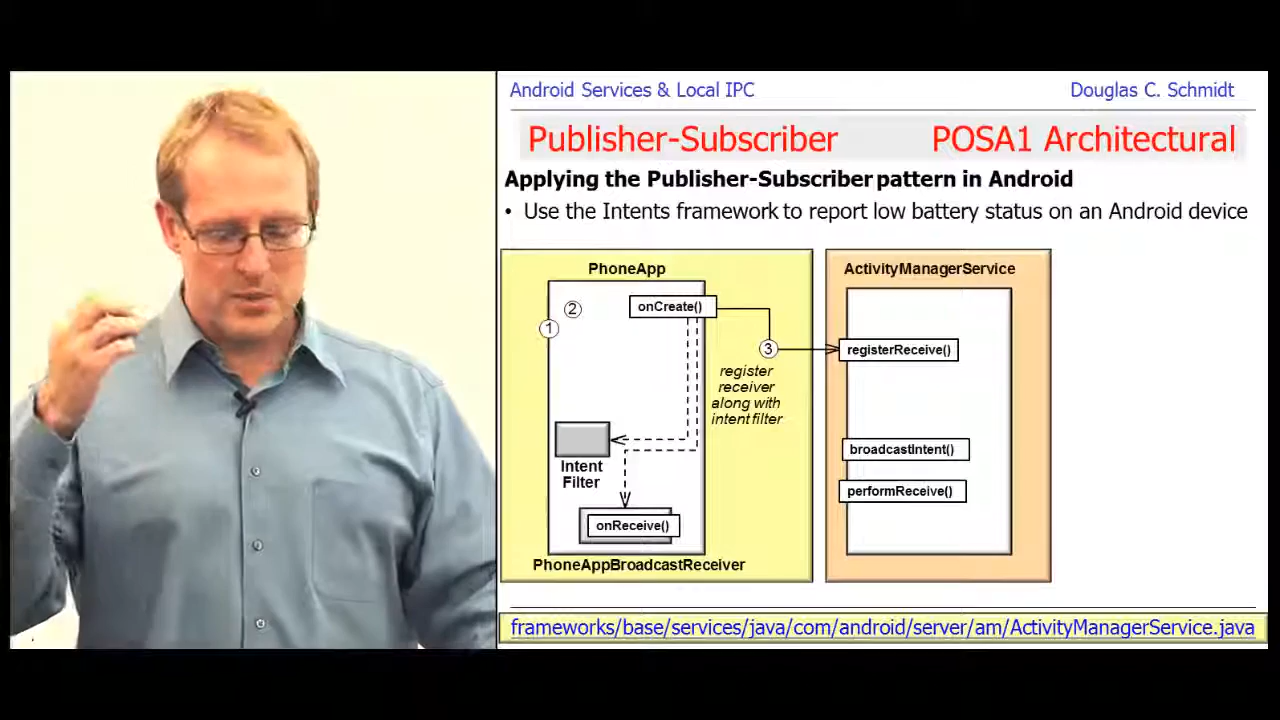 Android Services & Local IPC Douglas C. Schmidt
Publisher-Subscriber POSA1 Architectural
Applying the Publisher-Subscriber pattern in Android
• Use the Intents framework to report low battery status on an Android device
PhoneApp
2
onCreate()
1
3
register
receiver
along with
intent filter
Intent
Filter
onReceive()
PhoneAppBroadcastReceiver
ActivityManagerService
registerReceive()
broadcastIntent()
performReceive()
frameworks/base/services/java/com/android/server/am/ActivityManagerService.java